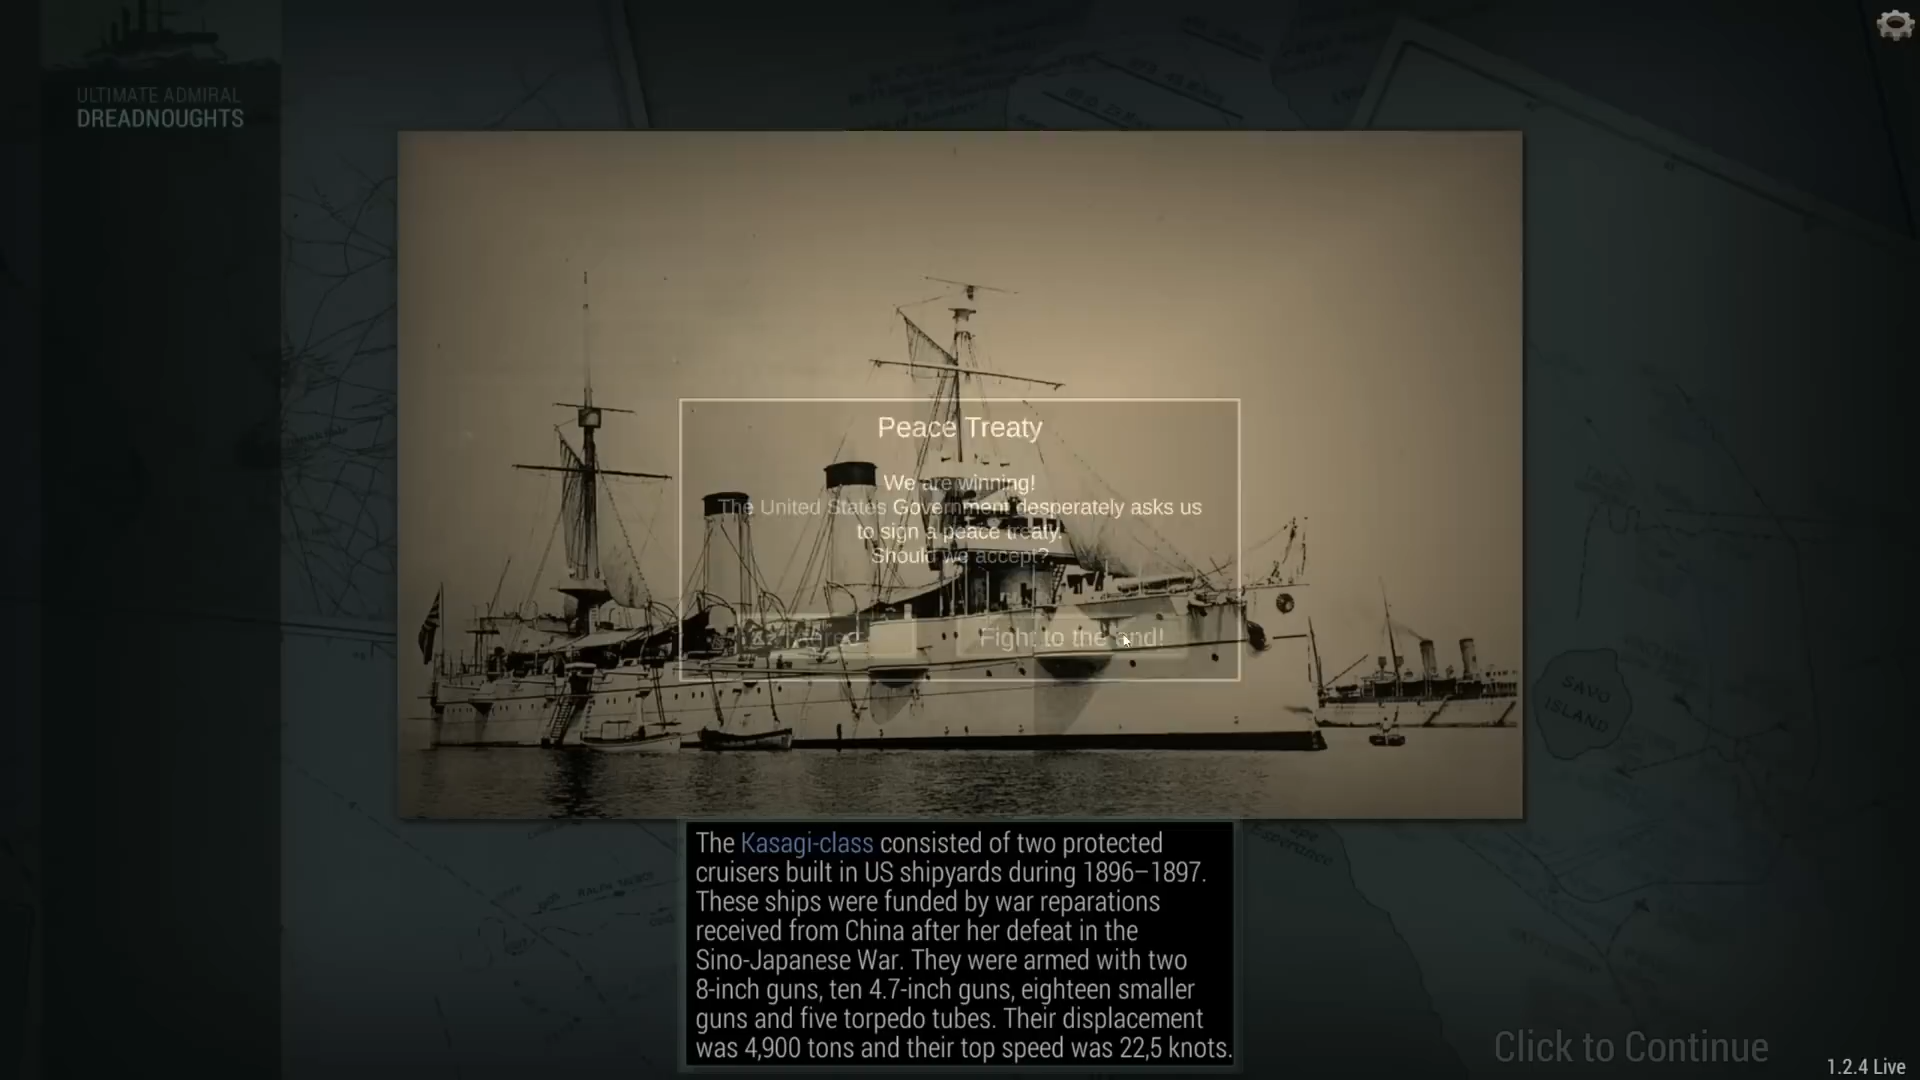 ULTIMATE ADMIRAL
DREADNOUGHTS
Peace Treaty
We are winning!
The United States Government desperately asks us
to sign a peace treaty.
Should we accept?
Fight to the end!
SAVO
ISLAND
The Kasagi-class consisted of two protected
cruisers built in US shipyards during 1896–1897.
These ships were funded by war reparations
received from China after her defeat in the
Sino-Japanese War. They were armed with two
8-inch guns, ten 4.7-inch guns, eighteen smaller
guns and five torpedo tubes. Their displacement
was 4,900 tons and their top speed was 22,5 knots.
Click to Continue
1.2.4 Live